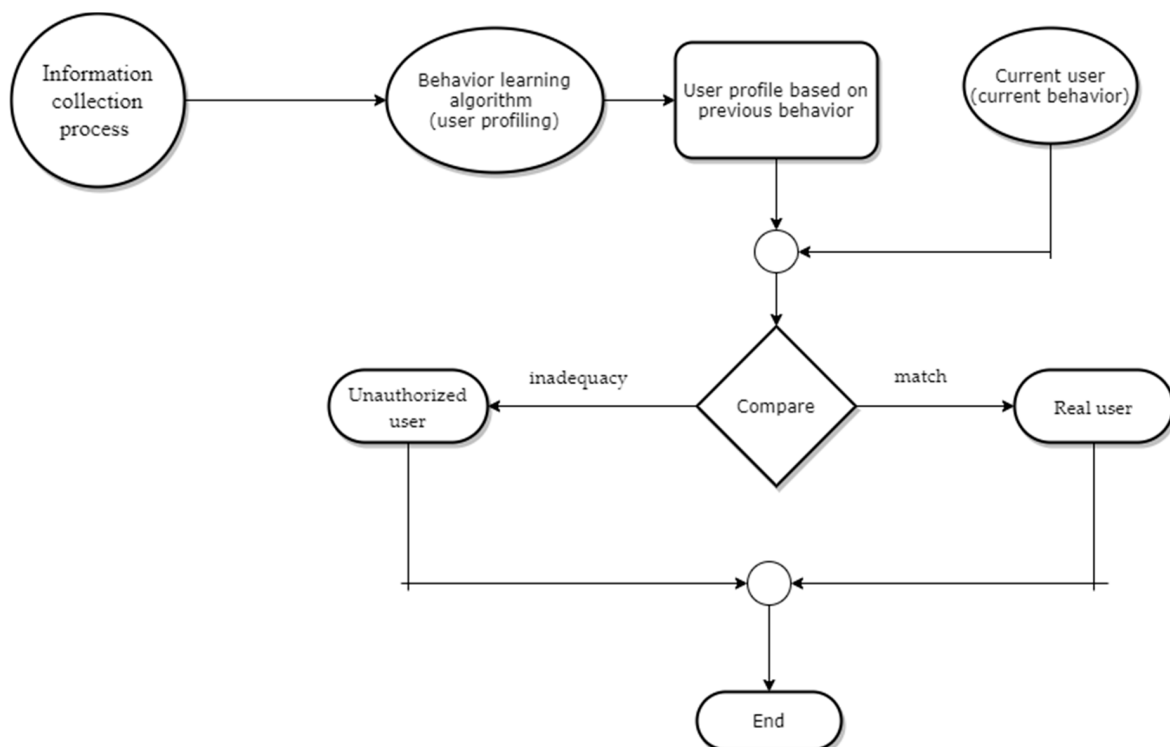 Information
collection
process
Behavior learning
algorithm
(user profiling)
User profile based on
previous behavior
Current user
(current behavior)
inadequacy
match
Unauthorized
user
Compare
Real user
End